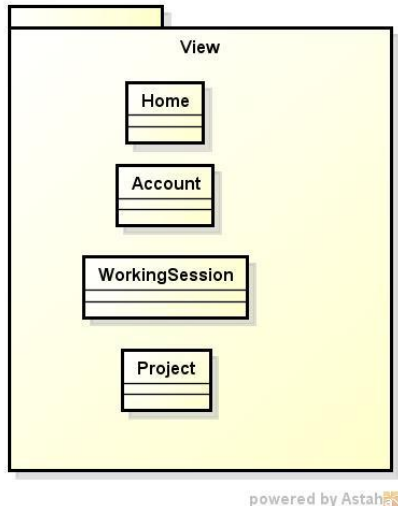 View
Home
Account
WorkingSession
Project
powered by Astah